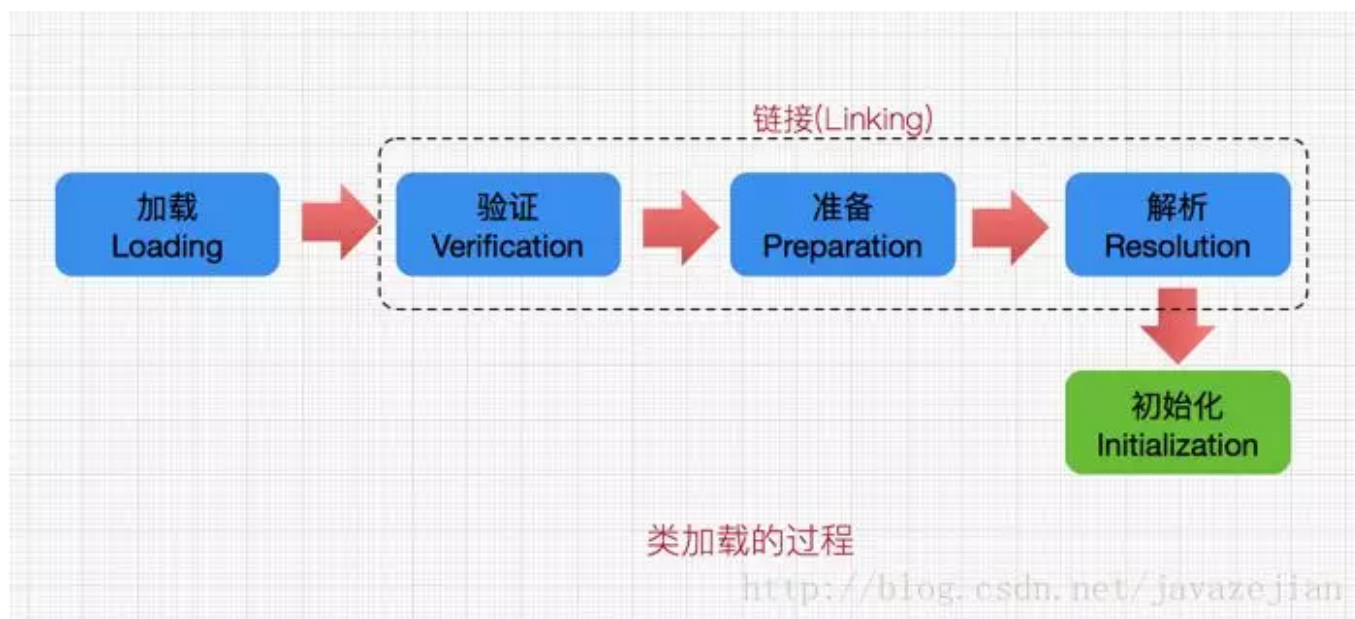 链接(Linking)
加载
Loading
验证
Verification
准备
Preparation
解析
Resolution
初始化
Initialization
类加载的过程
http://blog.csdn.net/javazejian